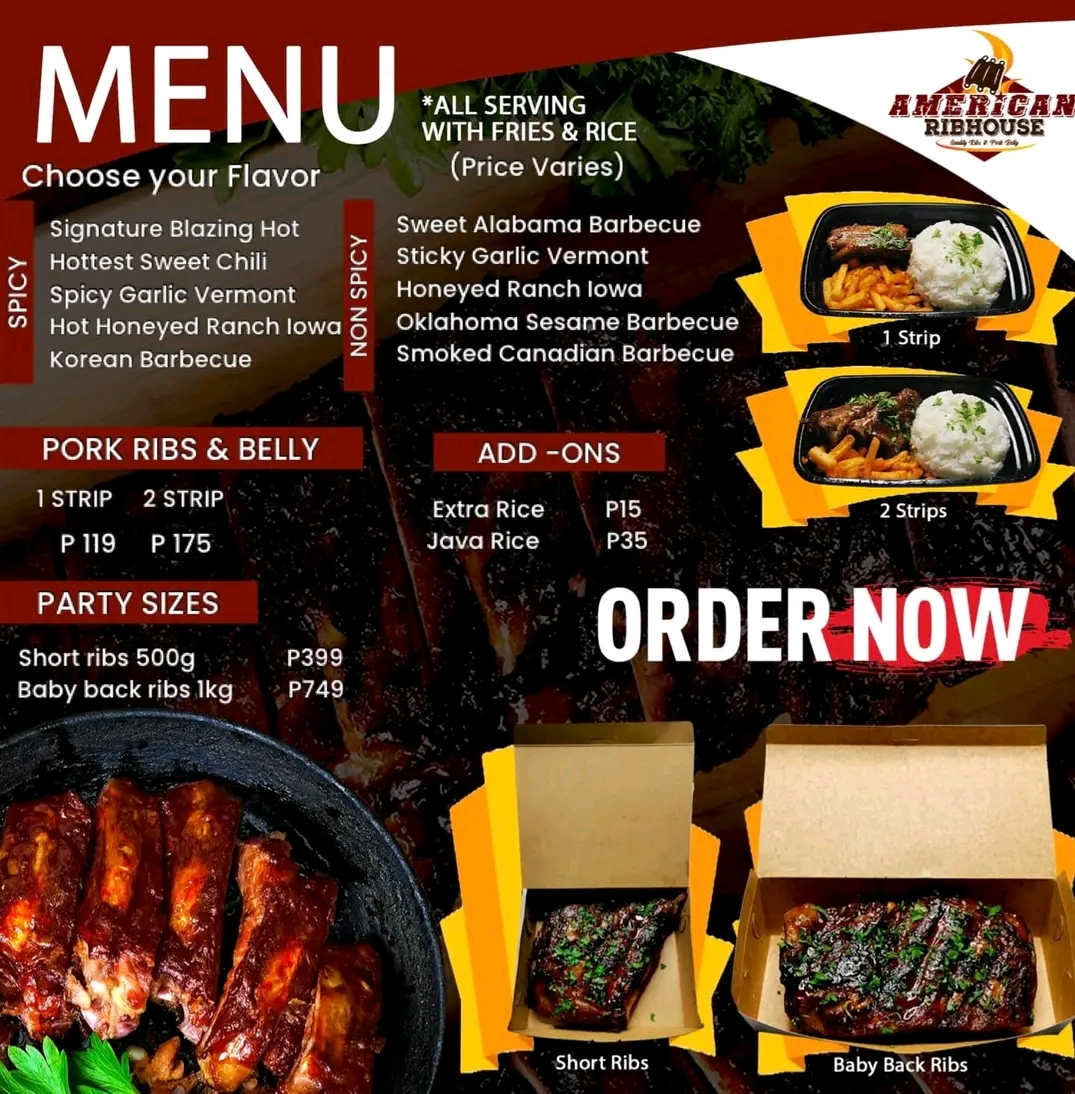 MENU
*ALL SERVING
WITH FRIES & RICE
(Price Varies)
AMERICAN
RIBHOUSE
Quality Ribs & Pork Belly
Choose your Flavor
SPICY
Signature Blazing Hot
Hottest Sweet Chili
Spicy Garlic Vermont
Hot Honeyed Ranch Iowa
Korean Barbecue
NON SPICY
Sweet Alabama Barbecue
Sticky Garlic Vermont
Honeyed Ranch Iowa
Oklahoma Sesame Barbecue
Smoked Canadian Barbecue
1 Strip
2 Strips
PORK RIBS & BELLY
1 STRIP 2 STRIP
P 119 P 175
ADD -ONS
Extra Rice P15
Java Rice P35
PARTY SIZES
Short ribs 500g P399
Baby back ribs 1kg P749
ORDER NOW
Short Ribs
Baby Back Ribs